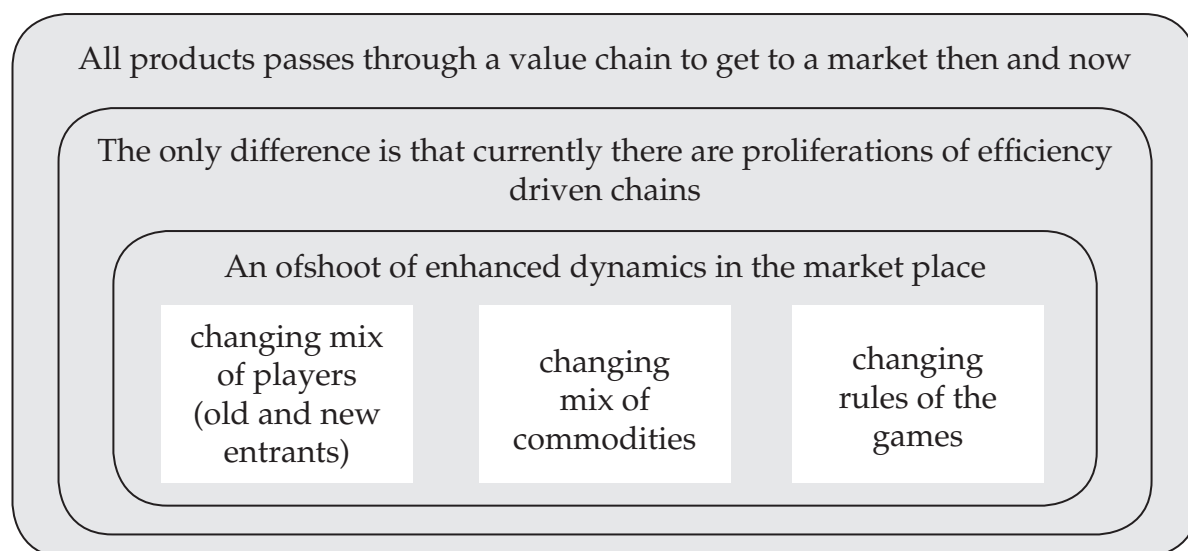 All products passes through a value chain to get to a market then and now
The only difference is that currently there are proliferations of efficiency
driven chains
An ofshoot of enhanced dynamics in the market place
changing mix
of players
(old and new
entrants)
changing
mix of
commodities
changing
rules of the
games